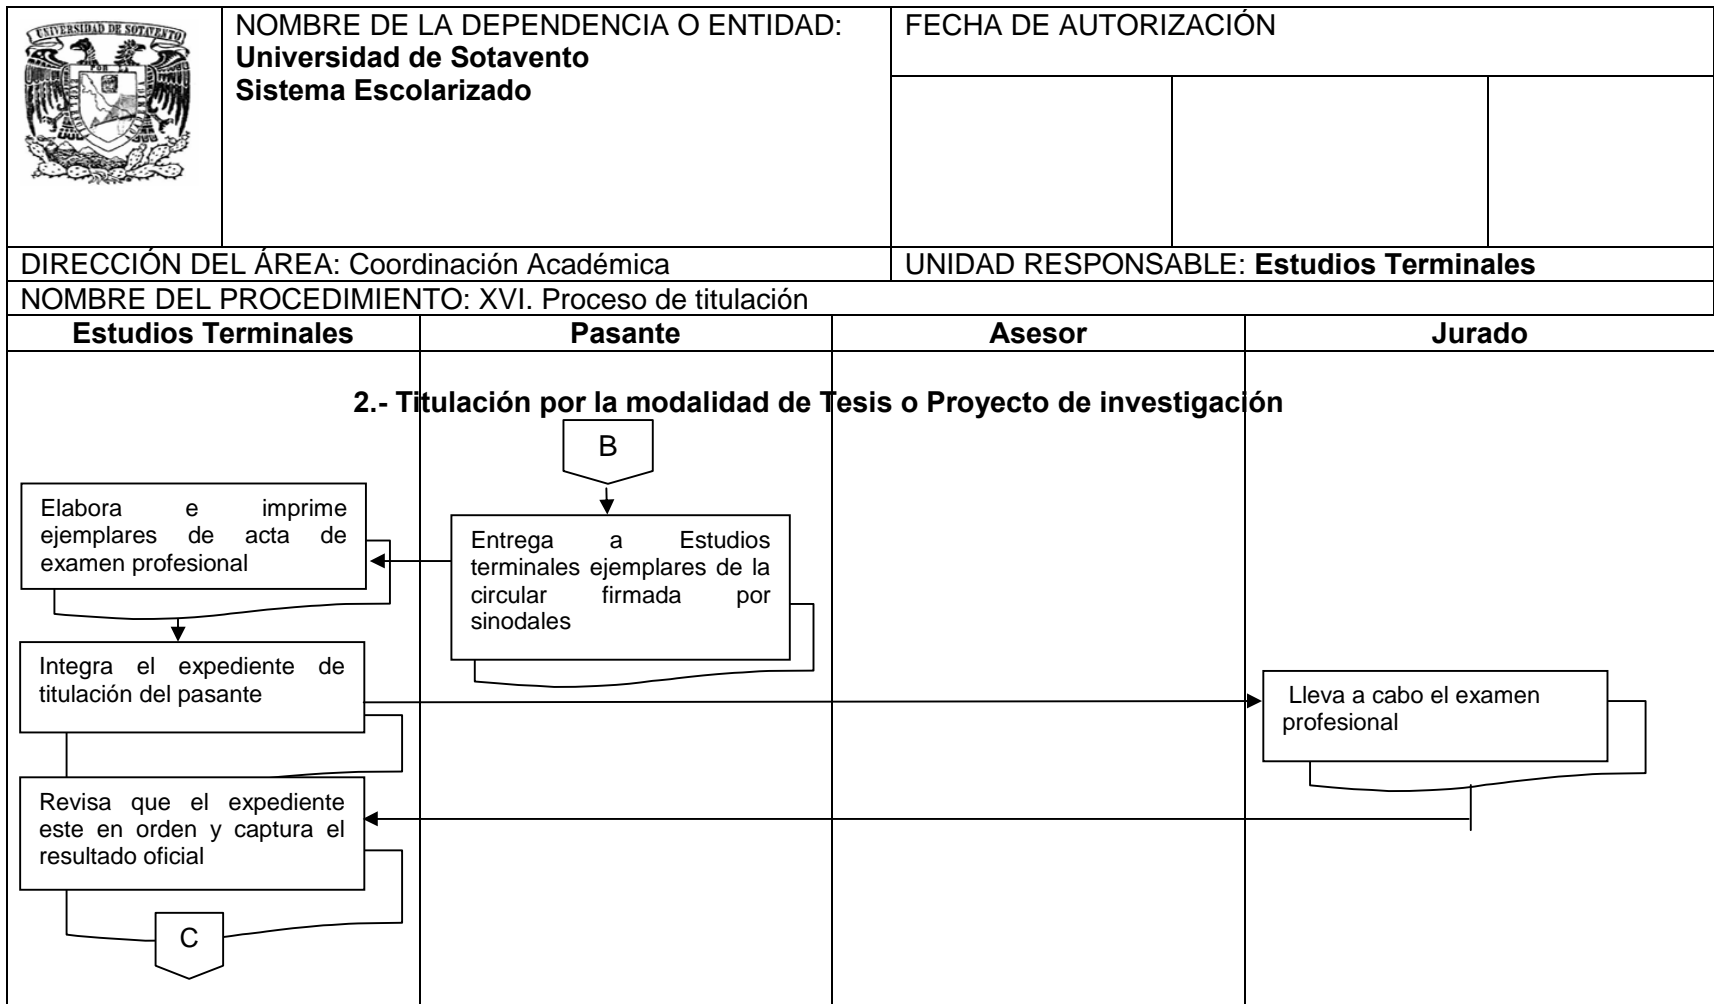 UNIVERSIDAD DE SOTAVENTO
POR LA
NOMBRE DE LA DEPENDENCIA O ENTIDAD:
Universidad de Sotavento
Sistema Escolarizado
FECHA DE AUTORIZACIÓN
DIRECCIÓN DEL ÁREA: Coordinación Académica
UNIDAD RESPONSABLE: Estudios Terminales
NOMBRE DEL PROCEDIMIENTO: XVI. Proceso de titulación
Estudios Terminales
Pasante
Asesor
Jurado
2.- Titulación por la modalidad de Tesis o Proyecto de investigación
B
Entrega a Estudios
terminales ejemplares de la
circular firmada por
sinodales
Elabora e imprime
ejemplares de acta de
examen profesional
Integra el expediente de
titulación del pasante
Lleva a cabo el examen
profesional
Revisa que el expediente
este en orden y captura el
resultado oficial
C